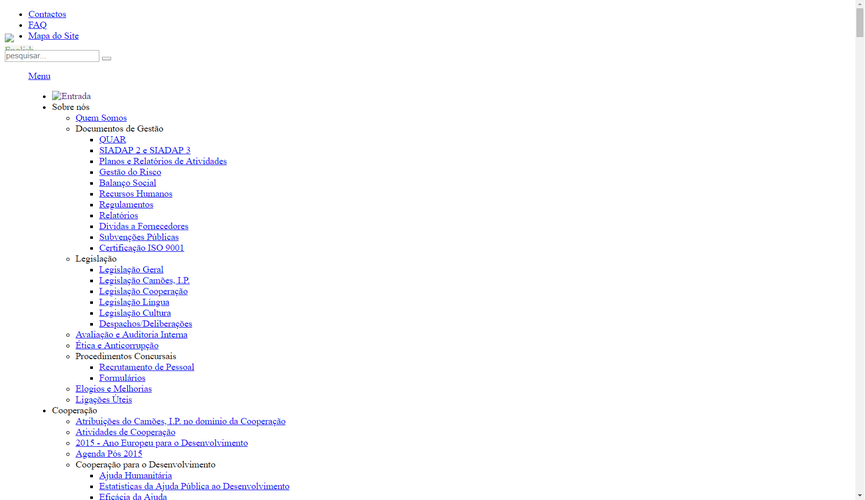 Contactos
FAQ
Mapa do Site
English
pesquisar...
Menu
Entrada
Sobre nós
Quem Somos
Documentos de Gestão
QUAR
SIADAP 2 e SIADAP 3
Planos e Relatórios de Atividades
Gestão do Risco
Balanço Social
Recursos Humanos
Regulamentos
Relatórios
Dívidas a Fornecedores
Subvenções Públicas
Certificação ISO 9001
Legislação
Legislação Geral
Legislação Camões, I.P.
Legislação Cooperação
Legislação Língua
Legislação Cultura
Despachos/Deliberações
Avaliação e Auditoria Interna
Ética e Anticorrupção
Procedimentos Concursais
Recrutamento de Pessoal
Formulários
Elogios e Melhorias
Ligações Úteis
Cooperação
Atribuições do Camões, I.P. no domínio da Cooperação
Atividades de Cooperação
2015 - Ano Europeu para o Desenvolvimento
Agenda Pós 2015
Cooperação para o Desenvolvimento
Ajuda Humanitária
Estatísticas da Ajuda Pública ao Desenvolvimento
Eficácia da Ajuda